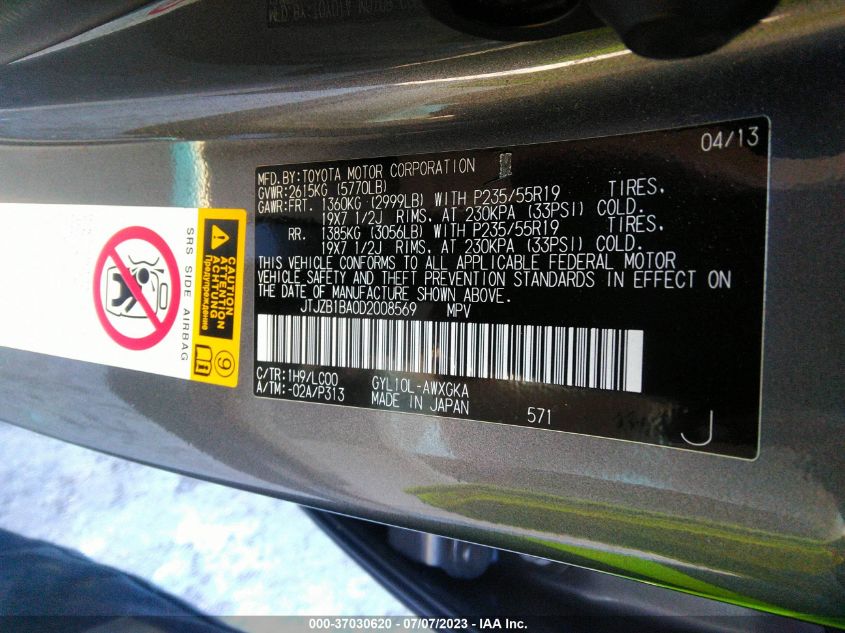 04/13
MFD.BY:TOYOTA MOTOR CORPORATION
GVWR:2615KG (5770LB)
GAWR:FRT. 1360KG (2999LB) WITH P235/55R19 TIRES,
19X7 1/2J RIMS, AT 230KPA (33PSI) COLD.
RR. 1385KG (3056LB) WITH P235/55R19 TIRES,
19X7 1/2J RIMS, AT 230KPA (33PSI) COLD.
THIS VEHICLE CONFORMS TO ALL APPLICABLE FEDERAL MOTOR
VEHICLE SAFETY AND THEFT PREVENTION STANDARDS IN EFFECT ON
THE DATE OF MANUFACTURE SHOWN ABOVE.
JTJZB1BA0D2008569 MPV
C/TR:1H9/LC00 GYL10L-AWXGKA
A/TM:-02A/P313 MADE IN JAPAN 571
J
SRS SIDE AIRBAG
CAUTION
ATTENTION
ACHTUNG
Предупреждение
9
000-37030620 - 07/07/2023 - IAA Inc.